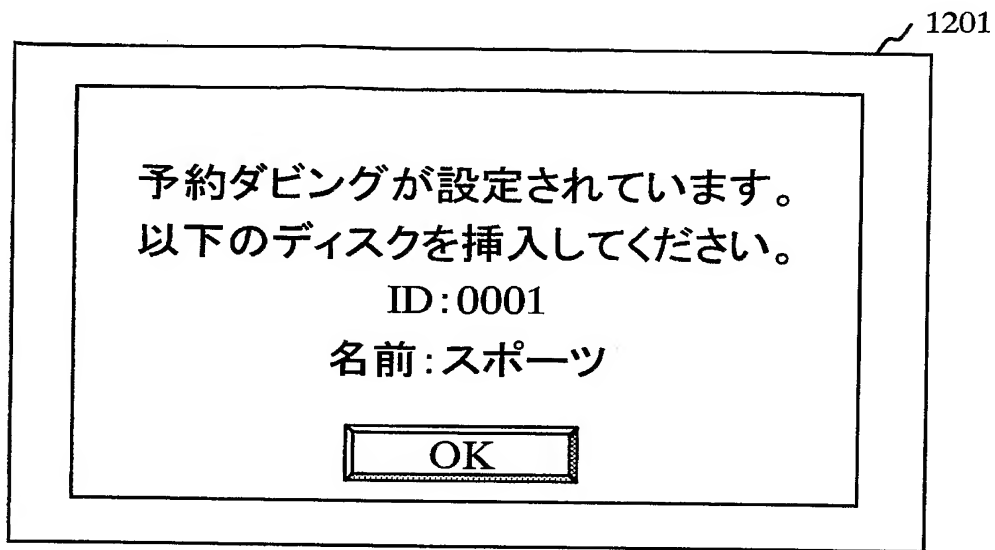 1201
予約ダビングが設定されています。
以下のディスクを挿入してください。
ID:0001
名前:スポーツ
OK